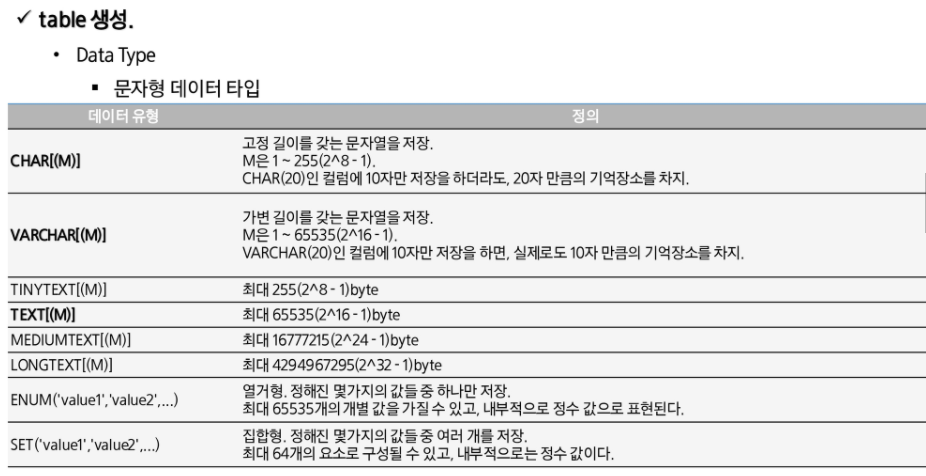 ✓ table 생성.
• Data Type
▪ 문자형 데이터 타입
데이터 유형 정의
CHAR[(M)] 고정 길이를 갖는 문자열을 저장.
M은 1 ~ 255(2^8 - 1).
CHAR(20)인 컬럼에 10자만 저장을 하더라도, 20자 만큼의 기억장소를 차지.
VARCHAR[(M)] 가변 길이를 갖는 문자열을 저장.
M은 1 ~ 65535(2^16 - 1).
VARCHAR(20)인 컬럼에 10자만 저장을 하면, 실제로도 10자 만큼의 기억장소를 차지.
TINYTEXT[(M)] 최대 255(2^8 - 1)byte
TEXT[(M)] 최대 65535(2^16 - 1)byte
MEDIUMTEXT[(M)] 최대 16777215(2^24 - 1)byte
LONGTEXT[(M)] 최대 4294967295(2^32 - 1)byte
ENUM('value1','value2',...) 열거형. 정해진 몇가지의 값들 중 하나만 저장.
최대 65535개의 개별 값을 가질 수 있고, 내부적으로 정수 값으로 표현된다.
SET('value1','value2',...) 집합형. 정해진 몇가지의 값들 중 여러 개를 저장.
최대 64개의 요소로 구성될 수 있고, 내부적으로는 정수 값이다.